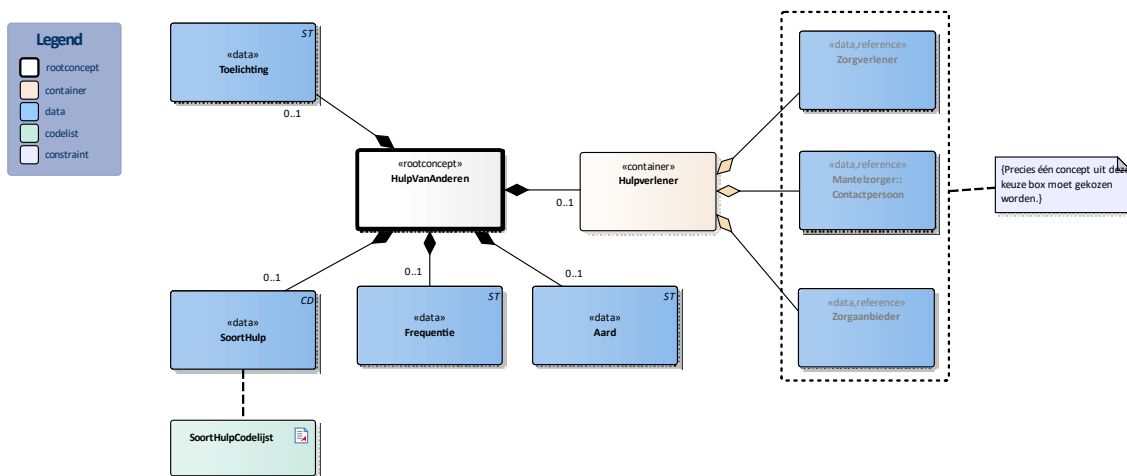 Legend
rootconcept
container
data
codelist
constraint
ST
«data»
Toelichting
0..1
«rootconcept»
HulpVanAnderen
«container»
Hulpverlener
0..1
«data,reference»
Zorgverlener
«data,reference»
Mantelzorger::
Contactpersoon
«data,reference»
Zorgaanbieder
{Precies één concept uit deze
keuze box moet gekozen
worden.}
0..1
0..1
0..1
CD
«data»
SoortHulp
ST
«data»
Frequentie
ST
«data»
Aard
SoortHulpCodelijst